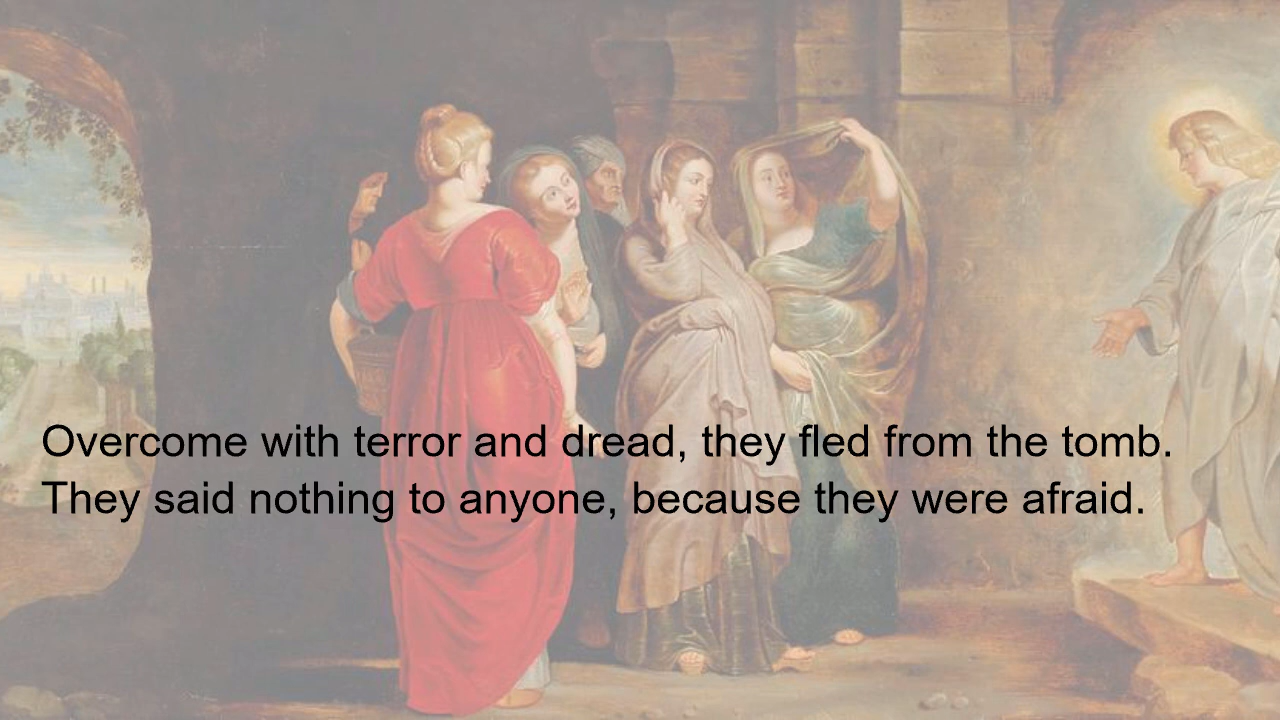 Overcome with terror and dread, they fled from the tomb.
They said nothing to anyone, because they were afraid.